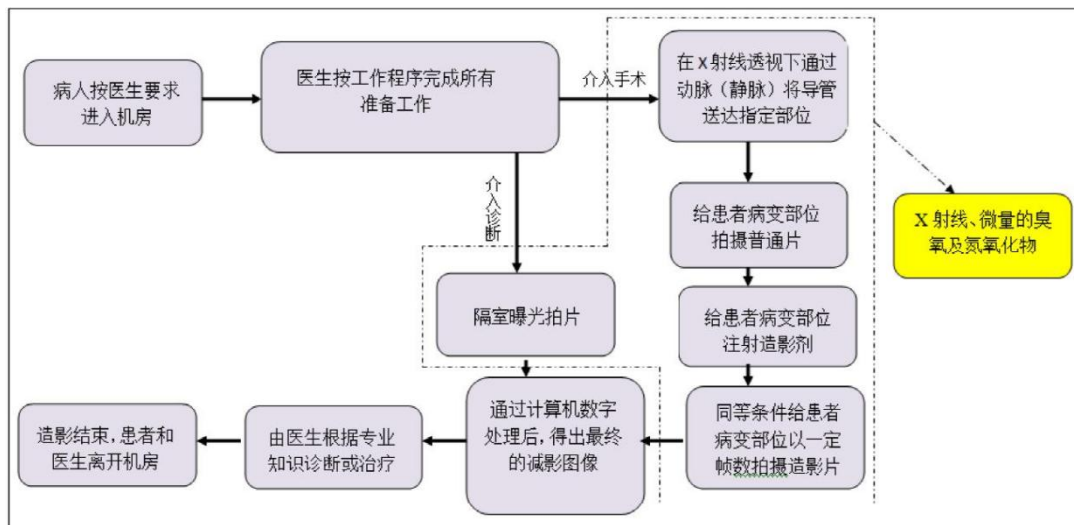 病人按医生要求
进入机房
医生按工作程序完成所有
准备工作
介入手术
在X射线透视下通过
动脉（静脉）将导管
送达指定部位
介入诊断
给患者病变部位
拍摄普通片
X 射线、微量的臭
氧及氮氧化物
隔室曝光拍片
给患者病变部位
注射造影剂
同等条件给患者
病变部位以一定
帧数拍摄造影片
通过计算机数字
处理后，得出最终
的减影图像
由医生根据专业
知识诊断或治疗
造影结束，患者和
医生离开机房